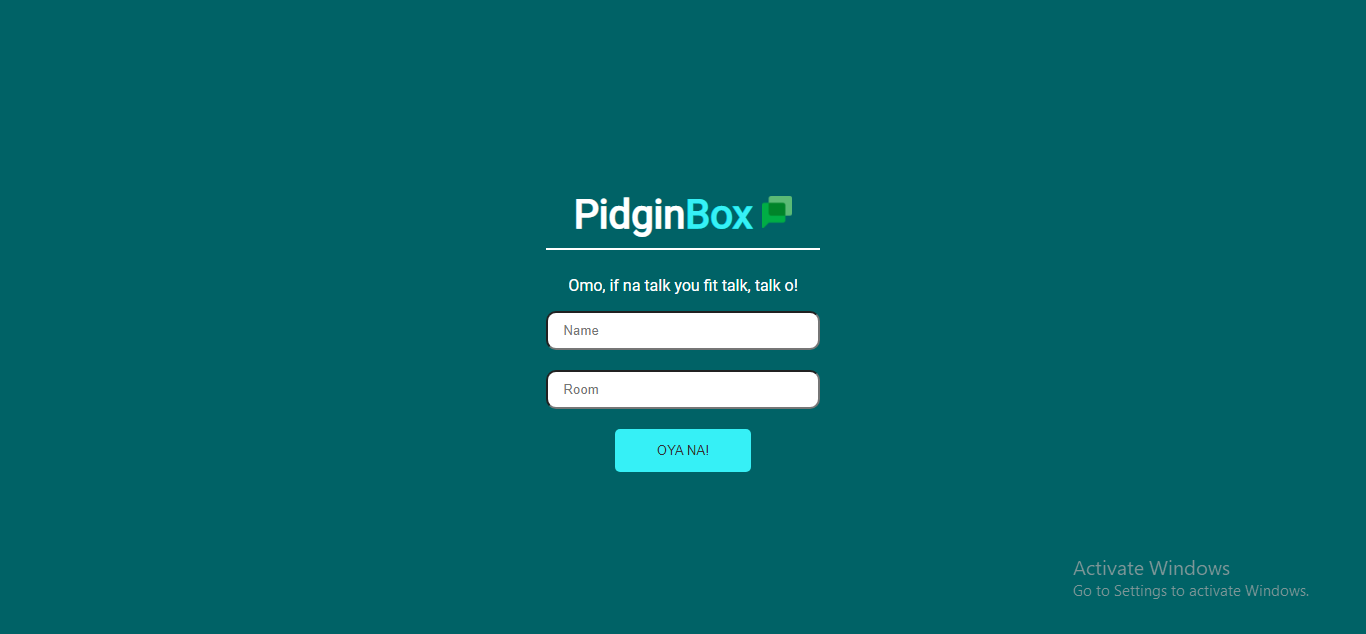 PidginBox
Omo, if na talk you fit talk, talk o!
Name
Room
OYA NA!
Activate Windows
Go to Settings to activate Windows.